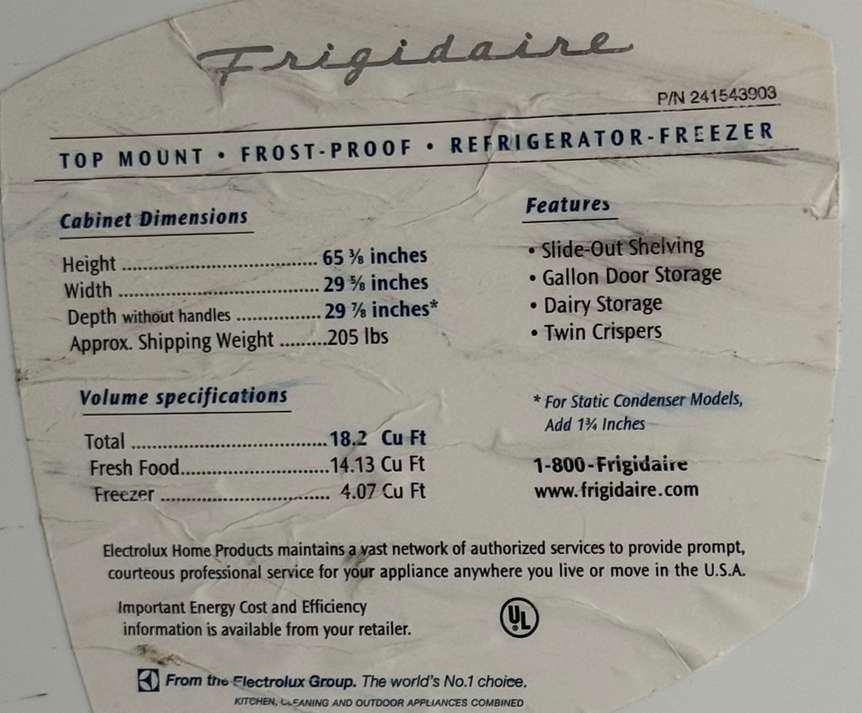 Frigidaire
P/N 241543903
TOP MOUNT • FROST-PROOF • REFRIGERATOR-FREEZER
Cabinet Dimensions
Height ................................. 65 ⅜ inches
Width .................................. 29 ⅝ inches
Depth without handles ................ 29 ⅞ inches*
Approx. Shipping Weight .........205 lbs
Volume specifications
Total .................................18.2 Cu Ft
Fresh Food.........................14.13 Cu Ft
Freezer ............................. 4.07 Cu Ft
Features
• Slide-Out Shelving
• Gallon Door Storage
• Dairy Storage
• Twin Crispers
* For Static Condenser Models,
Add 1¾ Inches
1-800-Frigidaire
www.frigidaire.com
Electrolux Home Products maintains a vast network of authorized services to provide prompt,
courteous professional service for your appliance anywhere you live or move in the U.S.A.
Important Energy Cost and Efficiency
information is available from your retailer.
UL
From the Electrolux Group. The world's No.1 choice.
KITCHEN, CLEANING AND OUTDOOR APPLIANCES COMBINED